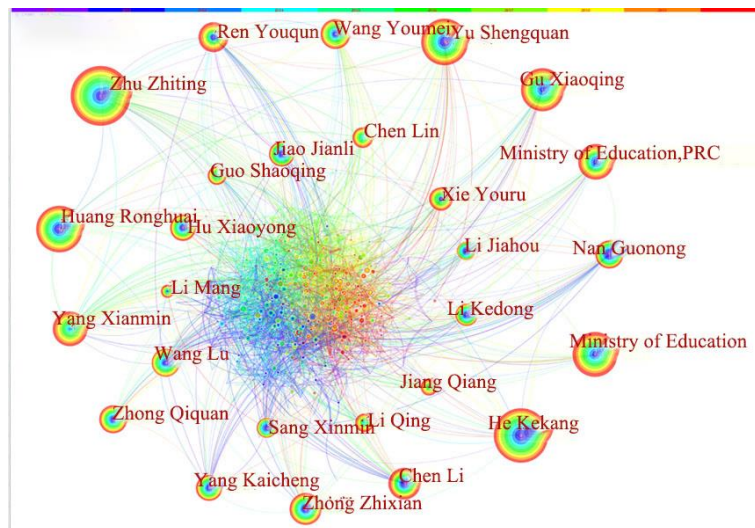 Ren Youqun
Wang Youmei
Yu Shengquan
Zhu Zhiting
Gu Xiaoqing
Chen Lin
Jiao Jianli
Ministry of Education,PRC
Guo Shaoqing
Xie Youru
Huang Ronghuai
Hu Xiaoyong
Li Jiahou
Nan Guonong
Li Mang
Li Kedong
Yang Xianmin
Ministry of Education
Wang Lu
Jiang Qiang
Zhong Qiquan
Sang Xinmin
Li Qing
He Kekang
Yang Kaicheng
Chen Li
Zhong Zhixian